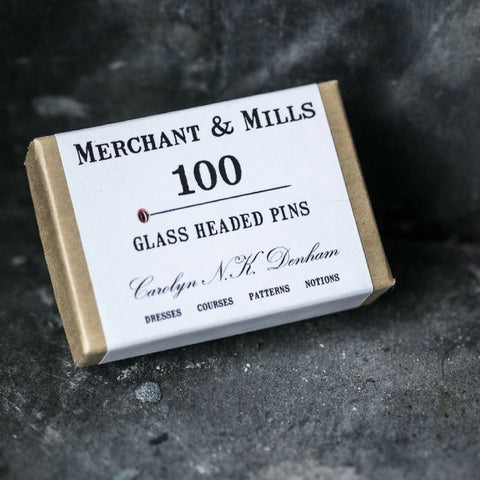 MERCHANT & MILLS
100
GLASS HEADED PINS
Carolyn N.K. Denham
DRESSES COURSES PATTERNS NOTIONS